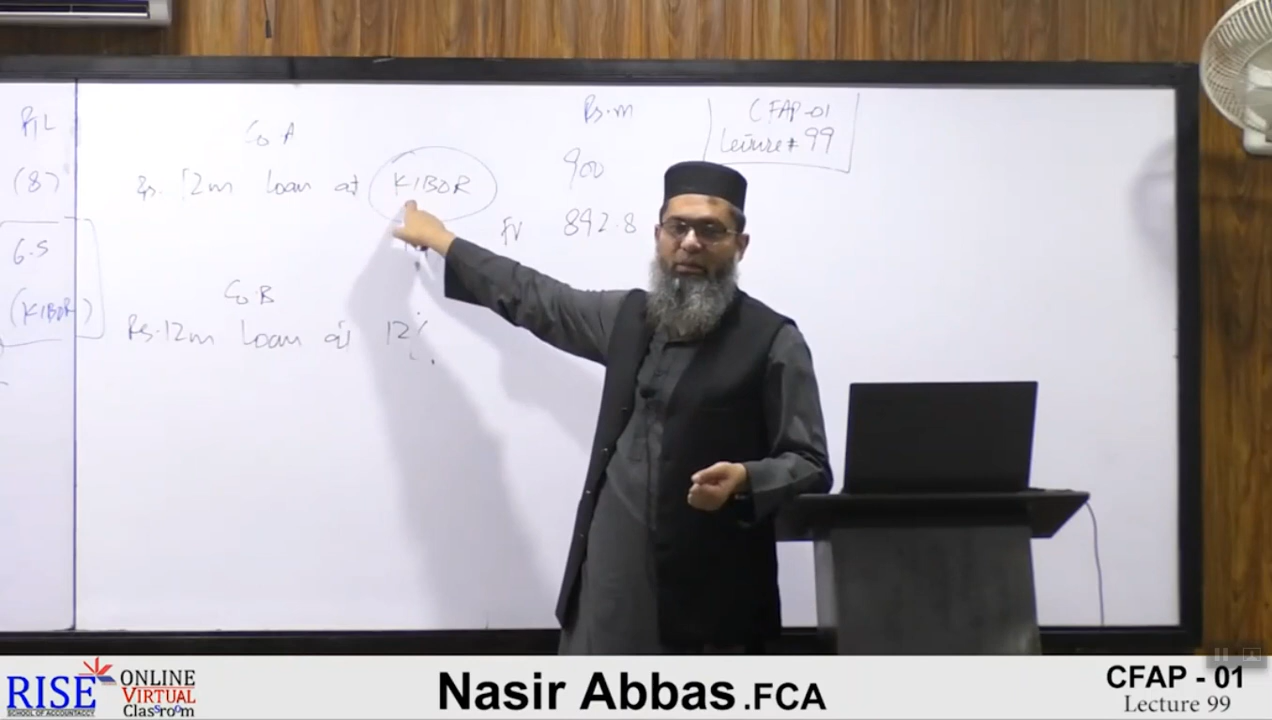 P/L
(8)
6.5
(KIBOR)
Co A
Rs. 12m Loan at KIBOR
Co. B
Rs. 12m Loan at 12%
Rs. m
900
FV 892.8
CFAP-01
Lecture # 99
RISE
SCHOOL OF ACCOUNTANCY
ONLINE
VIRTUAL
Classroom
Nasir Abbas .FCA
CFAP - 01
Lecture 99